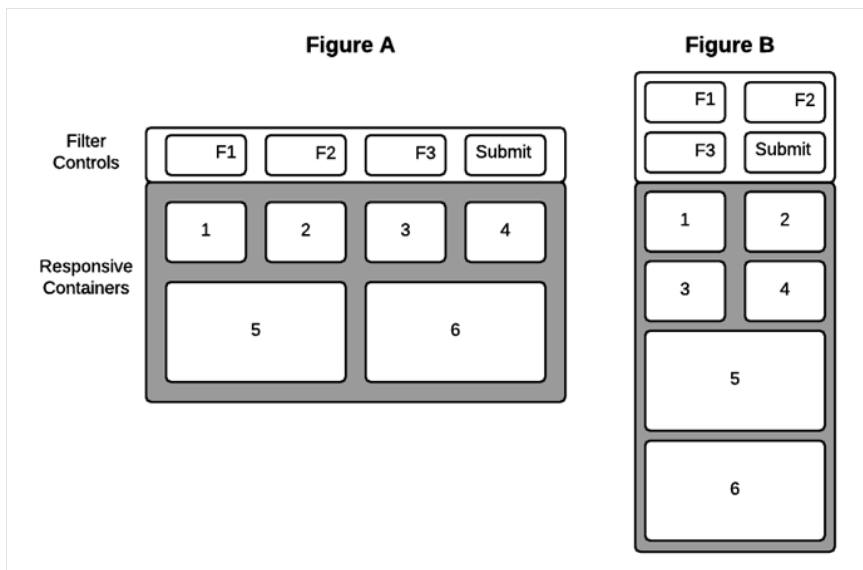 Figure A
Filter
Controls
F1 F2 F3 Submit
Responsive
Containers
1 2 3 4
5 6
Figure B
F1 F2
F3 Submit
1 2
3 4
5
6